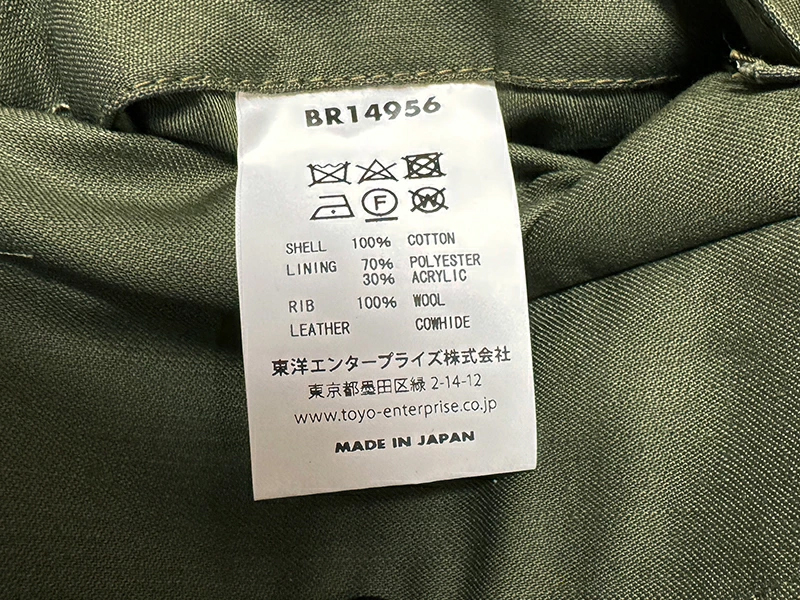 BR14956
F W
SHELL 100% COTTON
LINING 70% POLYESTER
30% ACRYLIC
RIB 100% WOOL
LEATHER COWHIDE
東洋エンタープライズ株式会社
東京都墨田区緑 2-14-12
www.toyo-enterprise.co.jp
MADE IN JAPAN